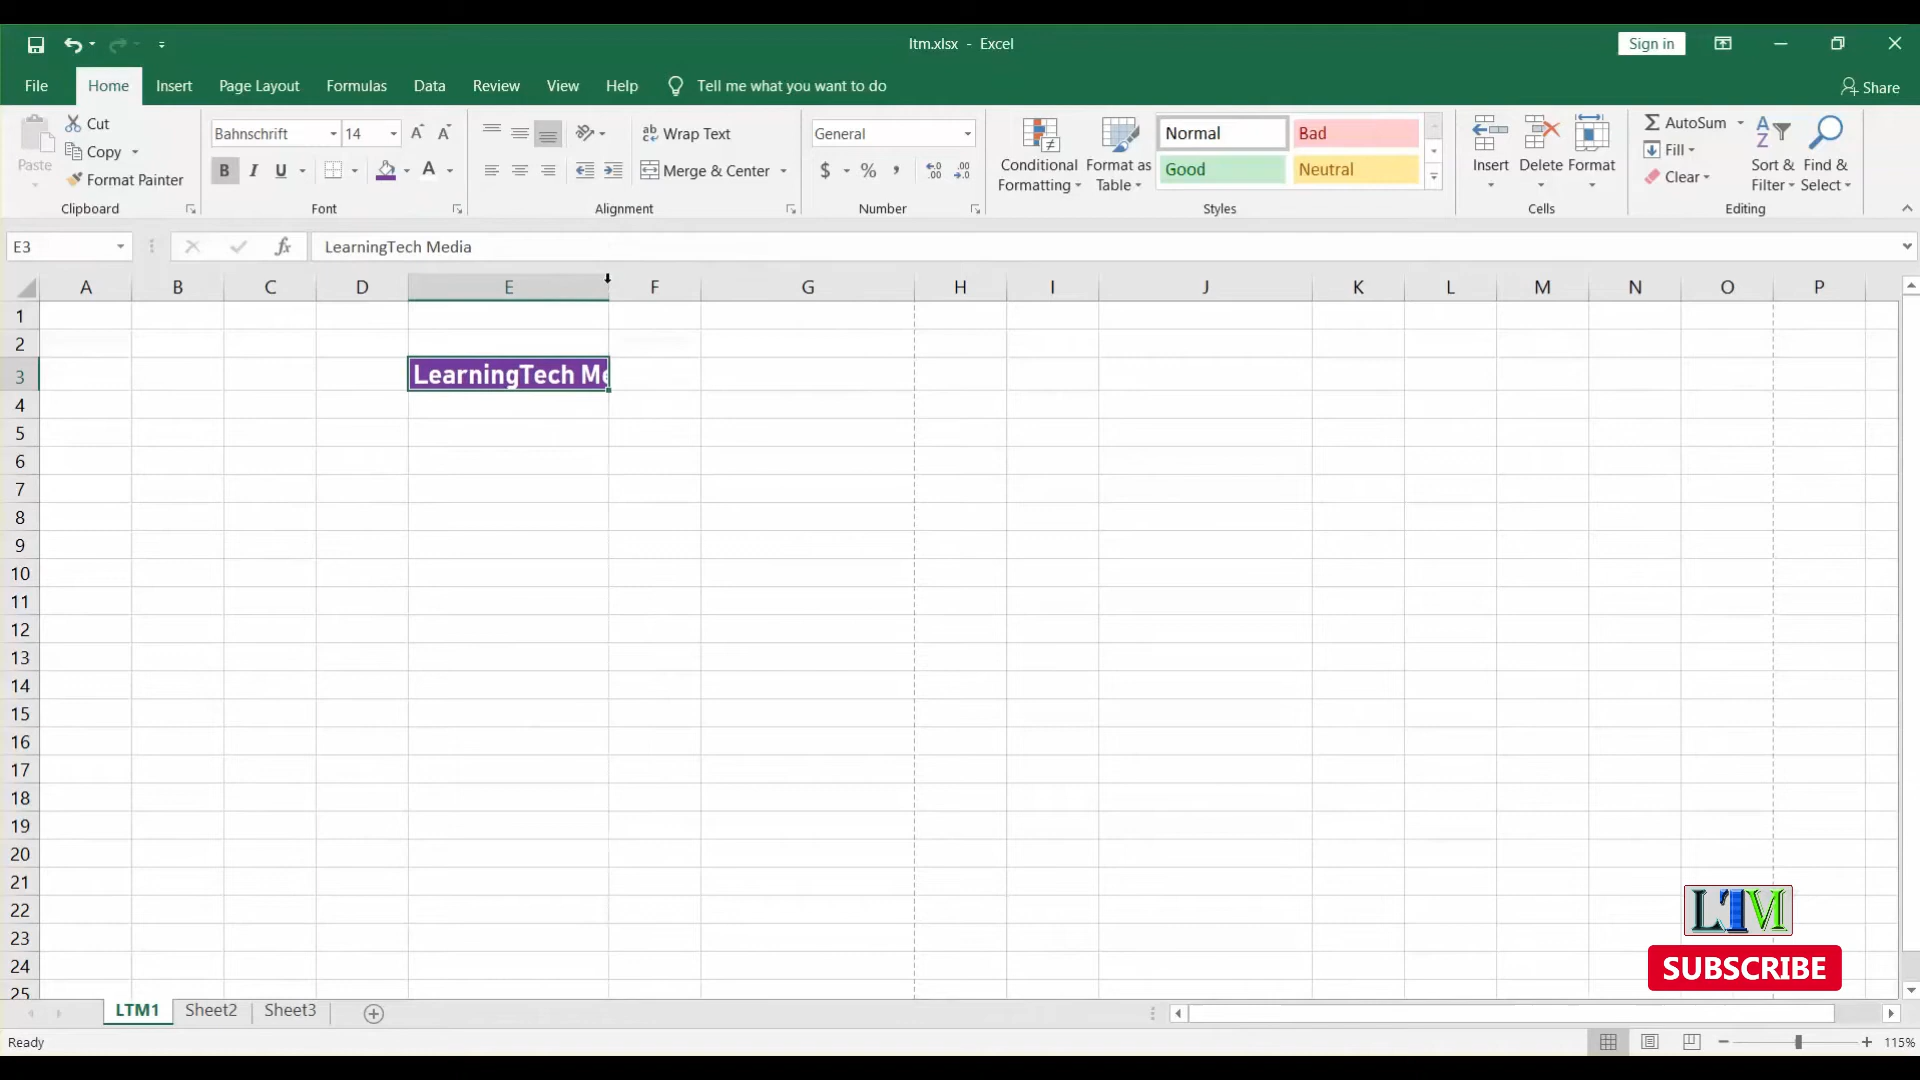 ltm.xlsx - Excel
Sign in
File Home Insert Page Layout Formulas Data Review View Help Tell me what you want to do Share
Paste Cut Copy Format Painter Clipboard
Bahnschrift 14 A A
B I U A Font
ab Wrap Text
Merge & Center
Alignment
General
$ % ,
Number
Conditional Formatting
Format as Table
Normal Bad
Good Neutral
Styles
Insert Delete Format
Cells
AutoSum
Fill
Clear
Sort & Filter
Find & Select
Editing
E3 fx LearningTech Media
A B C D E F G H I J K L M N O P
1
2
3 LearningTech Me
4
5
6
7
8
9
10
11
12
13
14
15
16
17
18
19
20
21
22
23
24
25
LTM
SUBSCRIBE
LTM1 Sheet2 Sheet3
Ready
115%